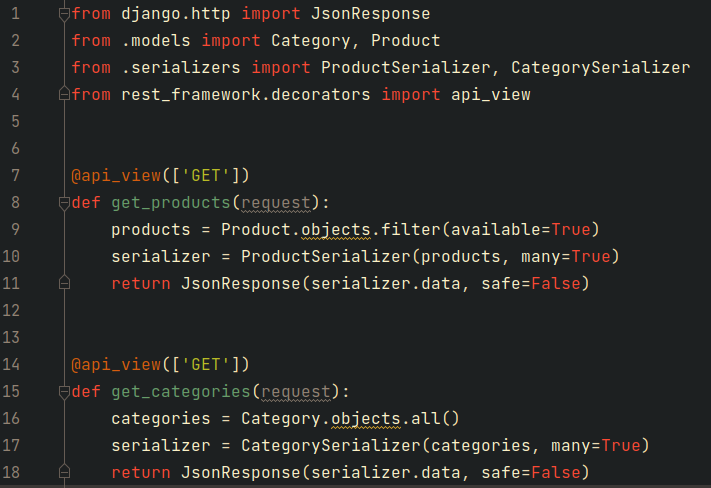 1 from django.http import JsonResponse
2 from .models import Category, Product
3 from .serializers import ProductSerializer, CategorySerializer
4 from rest_framework.decorators import api_view
5
6
7 @api_view(['GET'])
8 def get_products(request):
9     products = Product.objects.filter(available=True)
10     serializer = ProductSerializer(products, many=True)
11     return JsonResponse(serializer.data, safe=False)
12
13
14 @api_view(['GET'])
15 def get_categories(request):
16     categories = Category.objects.all()
17     serializer = CategorySerializer(categories, many=True)
18     return JsonResponse(serializer.data, safe=False)